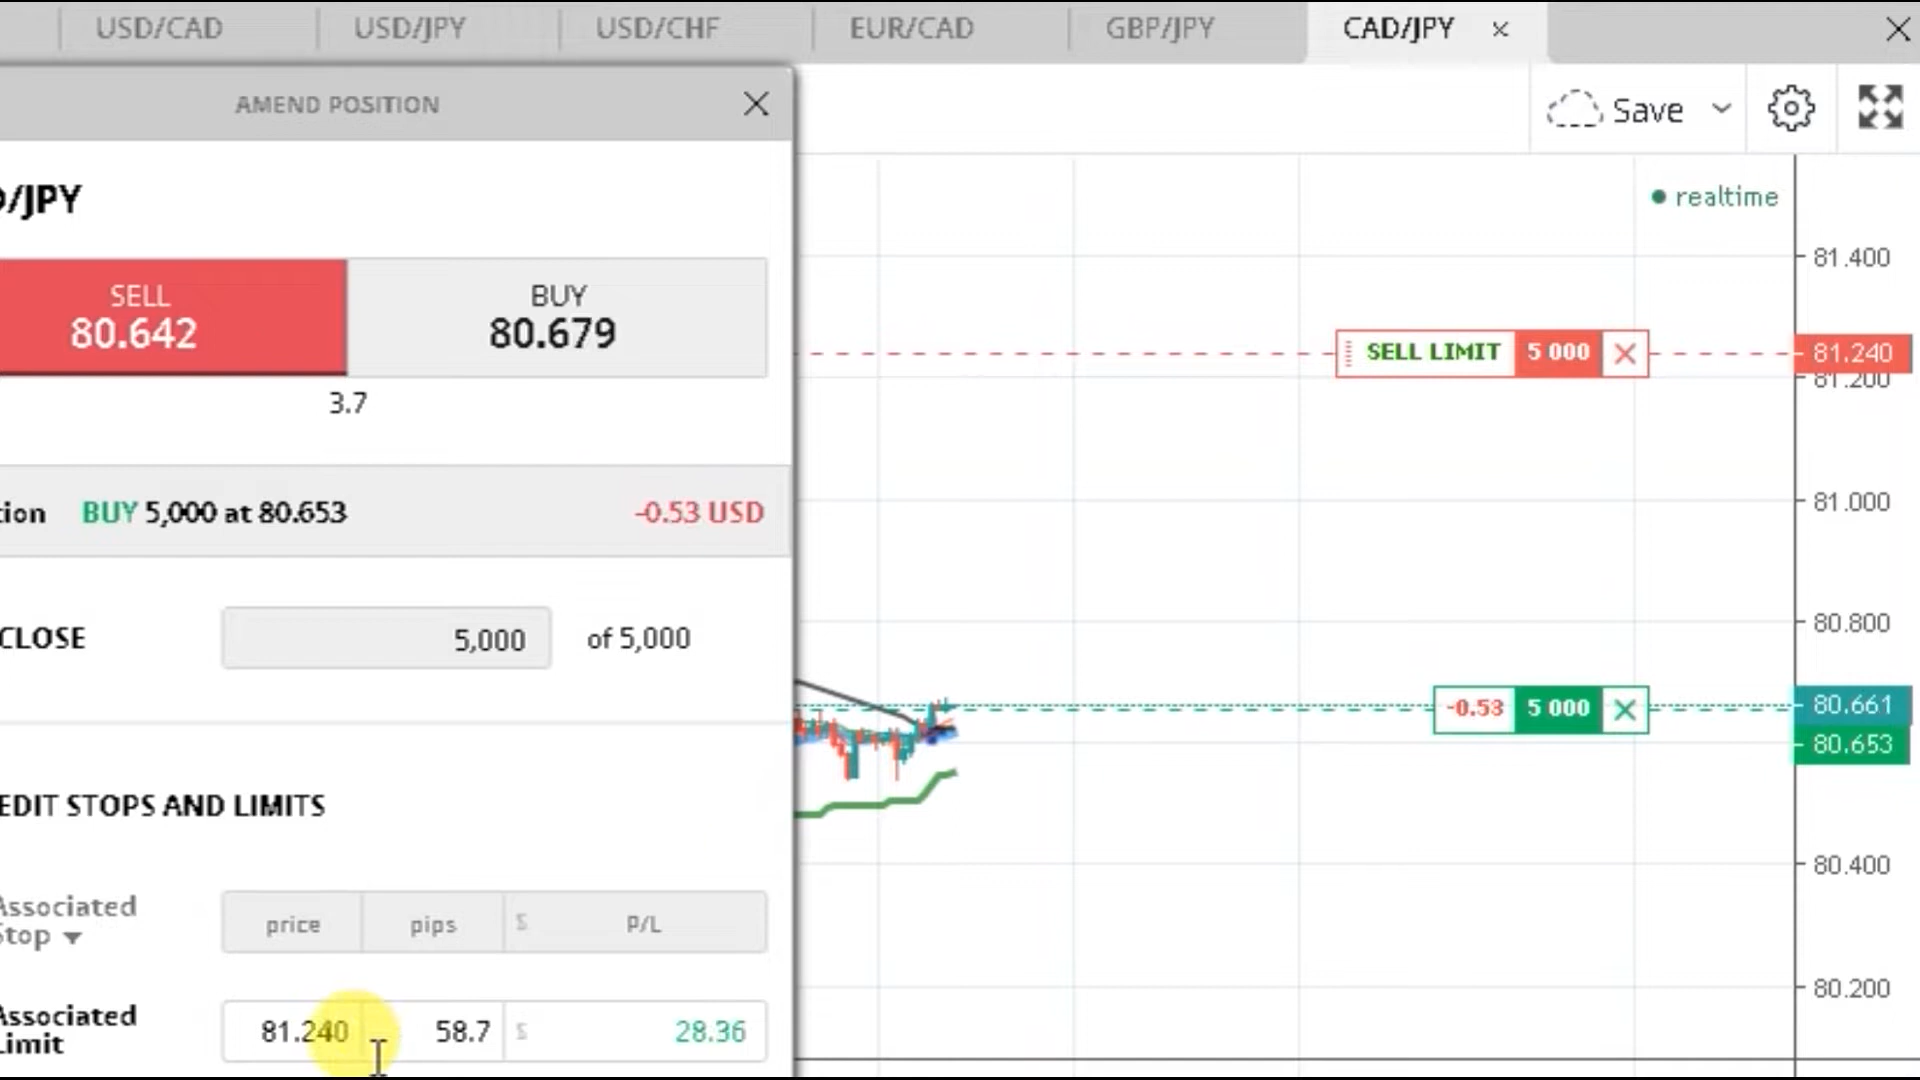 USD/CAD USD/JPY USD/CHF EUR/CAD GBP/JPY CAD/JPY
AMEND POSITION
Save
/JPY
realtime
SELL BUY
80.642 80.679
3.7
81.400
SELL LIMIT 5 000 81.240
81.200
tion BUY 5,000 at 80.653 -0.53 USD
81.000
CLOSE 5,000 of 5,000
80.800
-0.53 5 000 80.661
80.653
EDIT STOPS AND LIMITS
80.400
Associated
Stop price pips $ P/L
80.200
Associated
Limit 81.240 58.7 $ 28.36